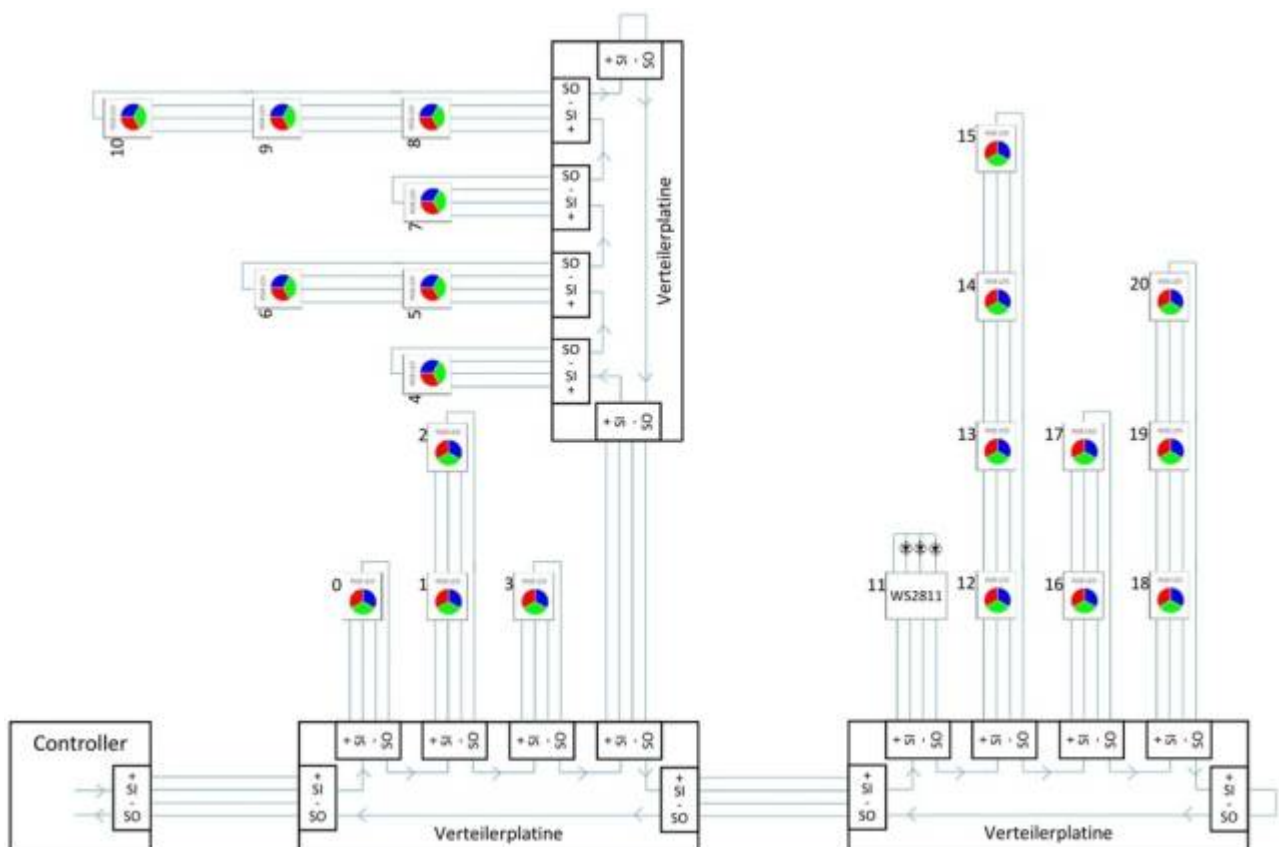 + SI - SO
10
9
8
SO - SI +
7
SO - SI +
6
5
SO - SI +
4
SO - SI +
Verteilerplatine
+ SI - SO
15
14
20
2
13
17
19
0
1
3
11
WS2811
12
16
18
Controller
+
SI
-
SO
+
SI
-
SO
+ SI - SO
+ SI - SO
+ SI - SO
+ SI - SO
+
SI
-
SO
Verteilerplatine
+
SI
-
SO
+ SI - SO
+ SI - SO
+ SI - SO
+ SI - SO
+
SI
-
SO
Verteilerplatine